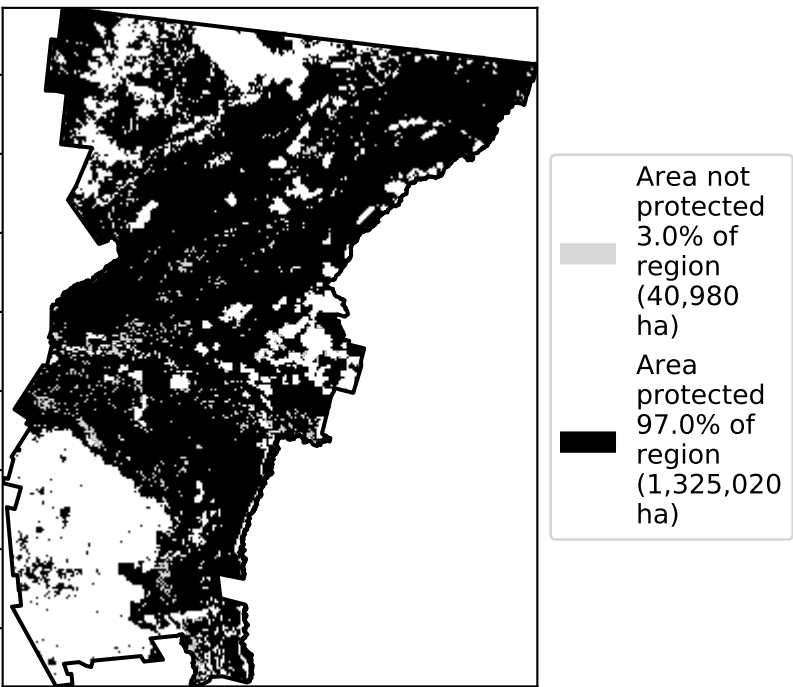 Area not
protected
3.0% of
region
(40,980
ha)
Area
protected
97.0% of
region
(1,325,020
ha)